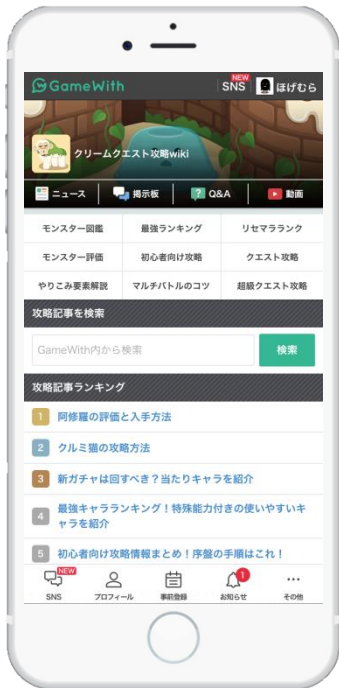 GameWith
NEW
SNS
ほげむら
クリームクエスト攻略wiki
ニュース
掲示板
Q&A
動画
モンスター図鑑
最強ランキング
リセマラランク
モンスター評価
初心者向け攻略
クエスト攻略
やりこみ要素解説
マルチバトルのコツ
超級クエスト攻略
攻略記事を検索
GameWith内から検索
検索
攻略記事ランキング
1 阿修羅の評価と入手方法
2 クルミ猫の攻略方法
3 新ガチャは回すべき？当たりキャラを紹介
4 最強キャラランキング！特殊能力付きの使いやすいキ
ャラを紹介
5 初心者向け攻略情報まとめ！序盤の手順はこれ！
NEW
1
SNS
プロフィール
事前登録
お知らせ
その他